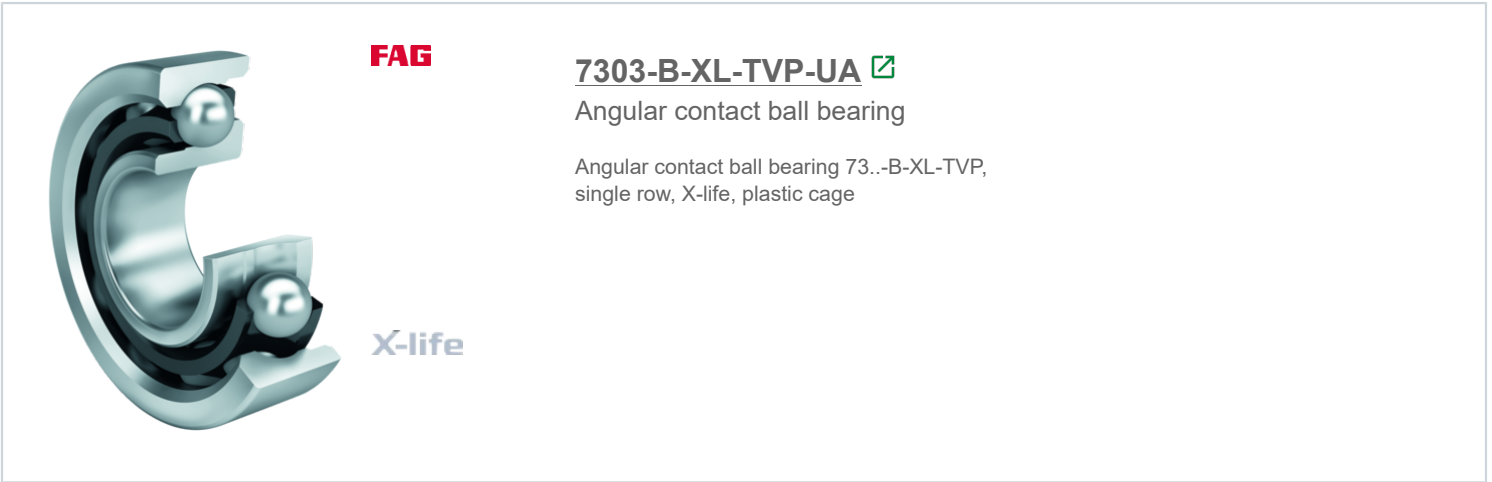 FAG
7303-B-XL-TVP-UA
Angular contact ball bearing
Angular contact ball bearing 73..-B-XL-TVP,
single row, X-life, plastic cage
X-life